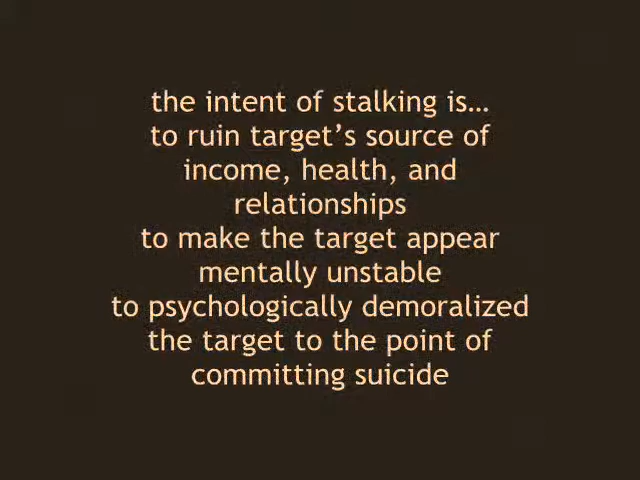 the intent of stalking is…
to ruin target’s source of
income, health, and
relationships
to make the target appear
mentally unstable
to psychologically demoralized
the target to the point of
committing suicide